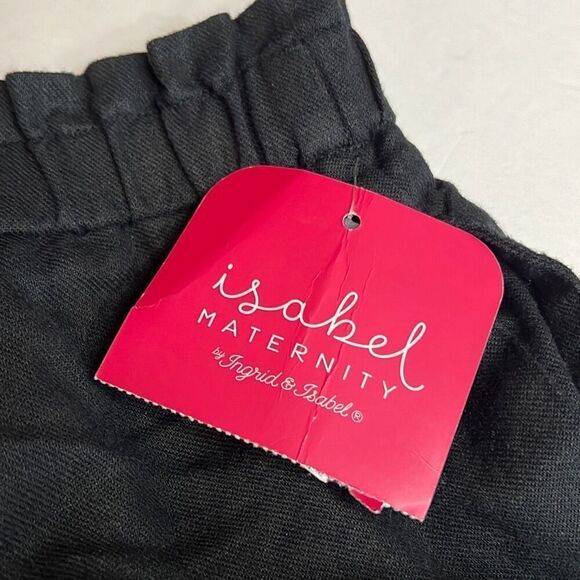 isabel
MATERNITY
by Ingrid & Isabel ®